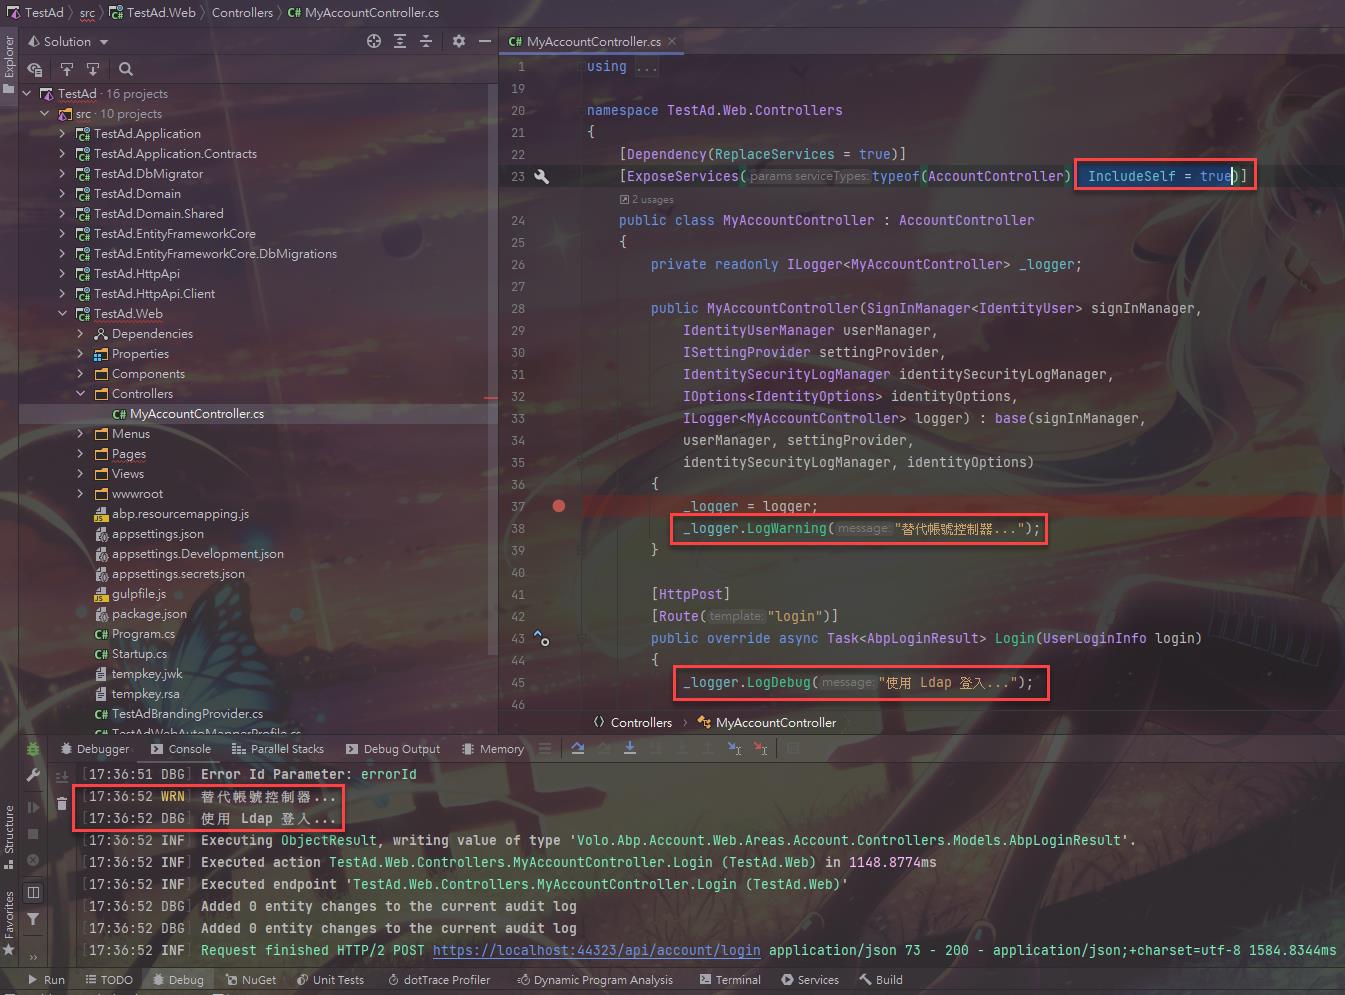 TestAd 〉 src 〉 TestAd.Web 〉 Controllers 〉 C# MyAccountController.cs
Explorer
Solution
TestAd · 16 projects
src · 10 projects
TestAd.Application
TestAd.Application.Contracts
TestAd.DbMigrator
TestAd.Domain
TestAd.Domain.Shared
TestAd.EntityFrameworkCore
TestAd.EntityFrameworkCore.DbMigrations
TestAd.HttpApi
TestAd.HttpApi.Client
TestAd.Web
Dependencies
Properties
Components
Controllers
C# MyAccountController.cs
Menus
Pages
Views
wwwroot
abp.resourcemapping.js
appsettings.json
appsettings.Development.json
appsettings.secrets.json
gulpfile.js
package.json
C# Program.cs
C# Startup.cs
tempkey.jwk
tempkey.rsa
C# TestAdBrandingProvider.cs
C# TestAdWebAutoMapperProfile.cs
C# MyAccountController.cs ×
1 using ...
19
20 namespace TestAd.Web.Controllers
21 {
22 [Dependency(ReplaceServices = true)]
23 [ExposeServices( params serviceTypes: typeof(AccountController) IncludeSelf = true)]
2 usages
24 public class MyAccountController : AccountController
25 {
26 private readonly ILogger<MyAccountController> _logger;
27
28 public MyAccountController(SignInManager<IdentityUser> signInManager,
29 IdentityUserManager userManager,
30 ISettingProvider settingProvider,
31 IdentitySecurityLogManager identitySecurityLogManager,
32 IOptions<IdentityOptions> identityOptions,
33 ILogger<MyAccountController> logger) : base(signInManager,
34 userManager, settingProvider,
35 identitySecurityLogManager, identityOptions)
36 {
37 _logger = logger;
38 _logger.LogWarning( message: "替代帳號控制器...");
39 }
40
41 [HttpPost]
42 [Route( template: "login")]
43 public override async Task<AbpLoginResult> Login(UserLoginInfo login)
44 {
45 _logger.LogDebug( message: "使用 Ldap 登入...");
46
Controllers 〉 MyAccountController
Debugger Console Parallel Stacks Debug Output Memory
[17:36:51 DBG] Error Id Parameter: errorId
[17:36:52 WRN] 替代帳號控制器...
[17:36:52 DBG] 使用 Ldap 登入...
[17:36:52 INF] Executing ObjectResult, writing value of type 'Volo.Abp.Account.Web.Areas.Account.Controllers.Models.AbpLoginResult'.
[17:36:52 INF] Executed action TestAd.Web.Controllers.MyAccountController.Login (TestAd.Web) in 1148.8774ms
[17:36:52 INF] Executed endpoint 'TestAd.Web.Controllers.MyAccountController.Login (TestAd.Web)'
[17:36:52 DBG] Added 0 entity changes to the current audit log
[17:36:52 DBG] Added 0 entity changes to the current audit log
[17:36:52 INF] Request finished HTTP/2 POST https://localhost:44323/api/account/login application/json 73 - 200 - application/json;+charset=utf-8 1584.8344ms
Structure
Favorites
Run TODO Debug NuGet Unit Tests dotTrace Profiler Dynamic Program Analysis Terminal Services Build